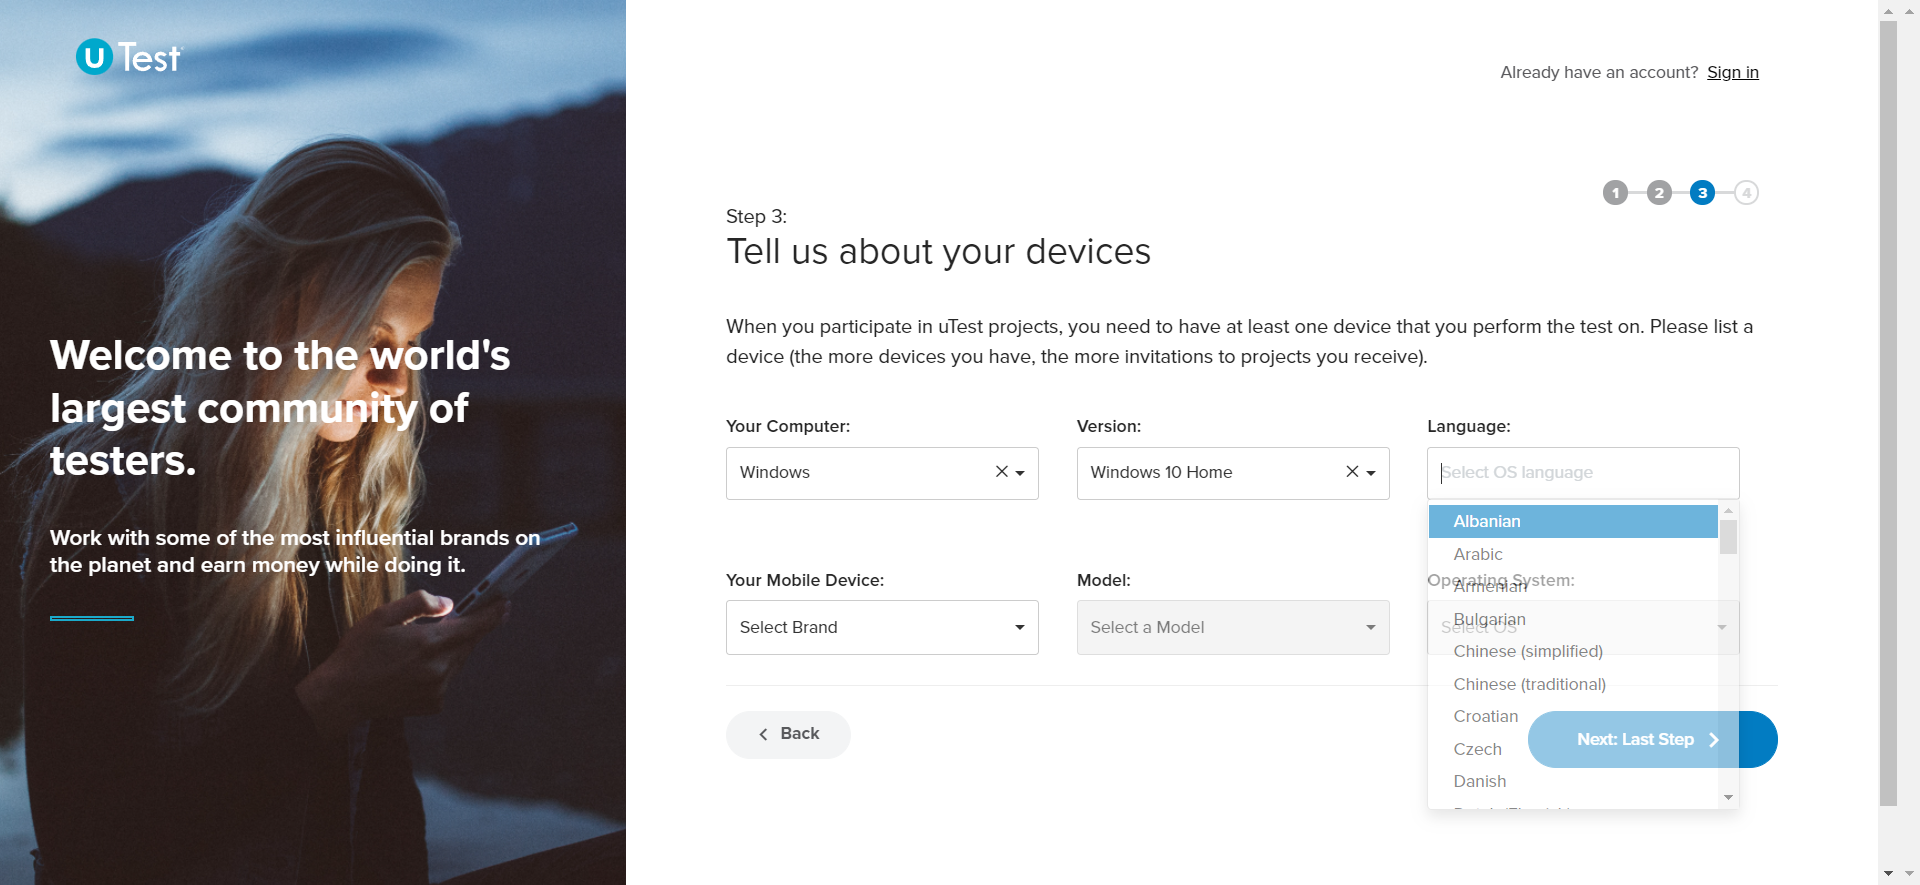 U Test
Already have an account? Sign in
1 2 3 4
Step 3:
Tell us about your devices
Welcome to the world's
largest community of
testers.
Work with some of the most influential brands on
the planet and earn money while doing it.
When you participate in uTest projects, you need to have at least one device that you perform the test on. Please list a
device (the more devices you have, the more invitations to projects you receive).
Your Computer:
Windows
Version:
Windows 10 Home
Language:
Select OS language
Albanian
Arabic
Armenian
Bulgarian
Chinese (simplified)
Chinese (traditional)
Croatian
Czech
Danish
Your Mobile Device:
Select Brand
Model:
Select a Model
Operating System:
Select OS
Back
Next: Last Step